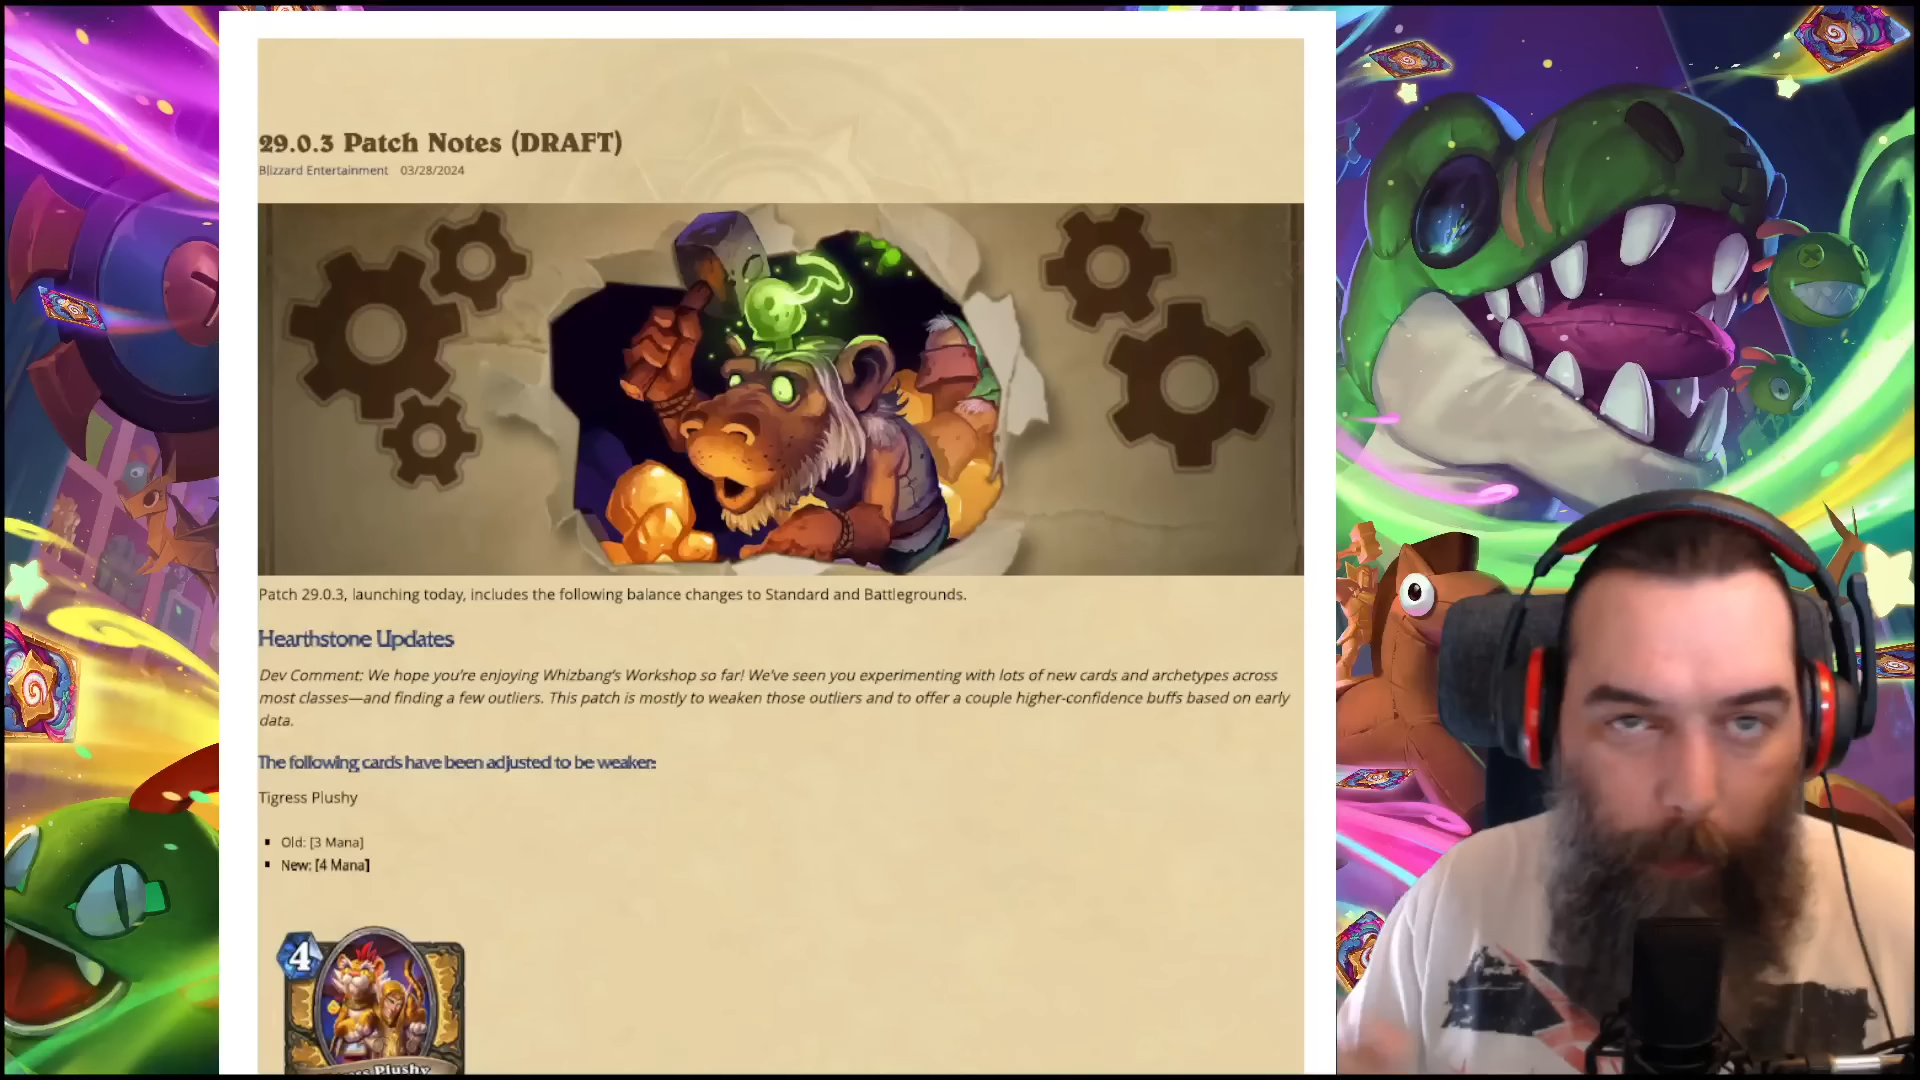 29.0.3 Patch Notes (DRAFT)
Blizzard Entertainment 03/28/2024
Patch 29.0.3, launching today, includes the following balance changes to Standard and Battlegrounds.
Hearthstone Updates
Dev Comment: We hope you're enjoying Whizbang's Workshop so far! We've seen you experimenting with lots of new cards and archetypes across
most classes—and finding a few outliers. This patch is mostly to weaken those outliers and to offer a couple higher-confidence buffs based on early
data.
The following cards have been adjusted to be weaker:
Tigress Plushy
Old: [3 Mana]
New: [4 Mana]
4
Plushy